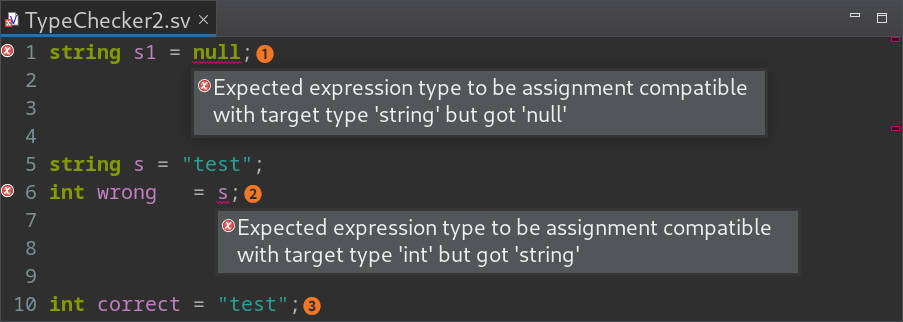 TypeChecker2.sv
1 string s1 = null; 1
Expected expression type to be assignment compatible
with target type 'string' but got 'null'
2
3
4
5 string s = "test";
6 int wrong   = s; 2
Expected expression type to be assignment compatible
with target type 'int' but got 'string'
7
8
9
10 int correct = "test"; 3